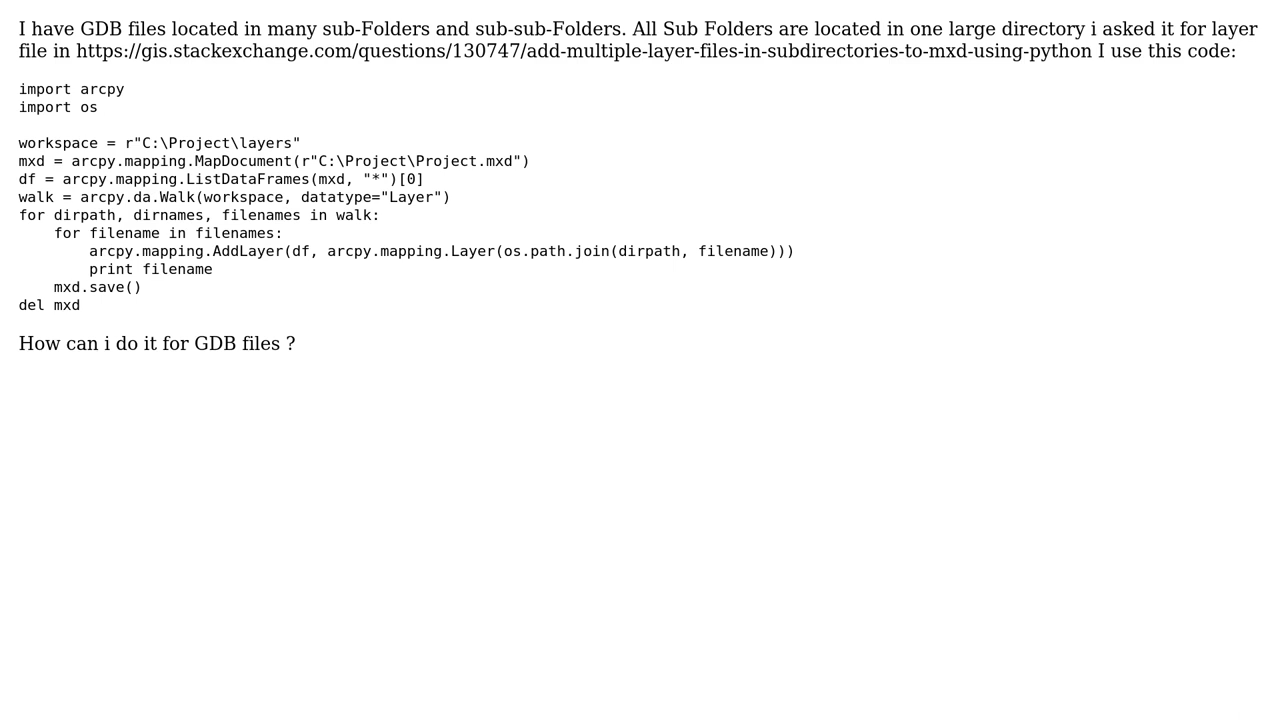 I have GDB files located in many sub-Folders and sub-sub-Folders. All Sub Folders are located in one large directory i asked it for layer
file in https://gis.stackexchange.com/questions/130747/add-multiple-layer-files-in-subdirectories-to-mxd-using-python I use this code:
import arcpy
import os
workspace = r"C:\Project\layers"
mxd = arcpy.mapping.MapDocument(r"C:\Project\Project.mxd")
df = arcpy.mapping.ListDataFrames(mxd, "*")[0]
walk = arcpy.da.Walk(workspace, datatype="Layer")
for dirpath, dirnames, filenames in walk:
    for filename in filenames:
        arcpy.mapping.AddLayer(df, arcpy.mapping.Layer(os.path.join(dirpath, filename)))
        print filename
    mxd.save()
del mxd
How can i do it for GDB files ?